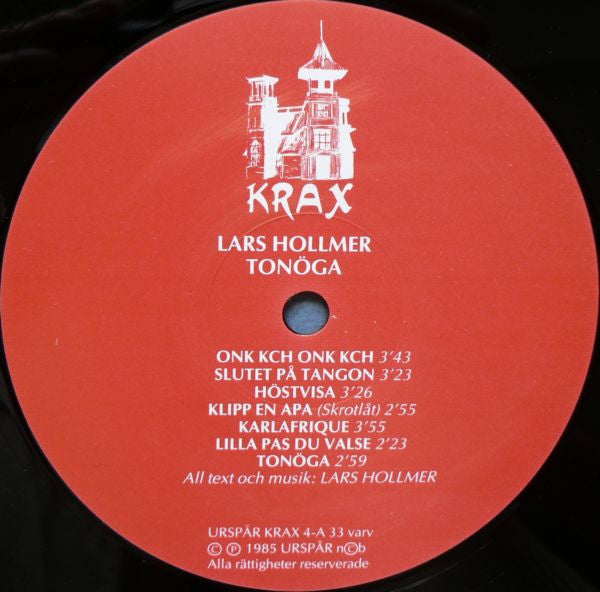 KRAX
LARS HOLLMER
TONÖGA
ONK KCH ONK KCH 3'43
SLUTET PÅ TANGON 3'23
HÖSTVISA 3'26
KLIPP EN APA (Skrotlåt) 2'55
KARLAFRIQUE 3'55
LILLA PAS DU VALSE 2'23
TONÖGA 2'59
All text och musik: LARS HOLLMER
URSPÅR KRAX 4-A 33 varv
© ℗ 1985 URSPÅR n©b
Alla rättigheter reserverade